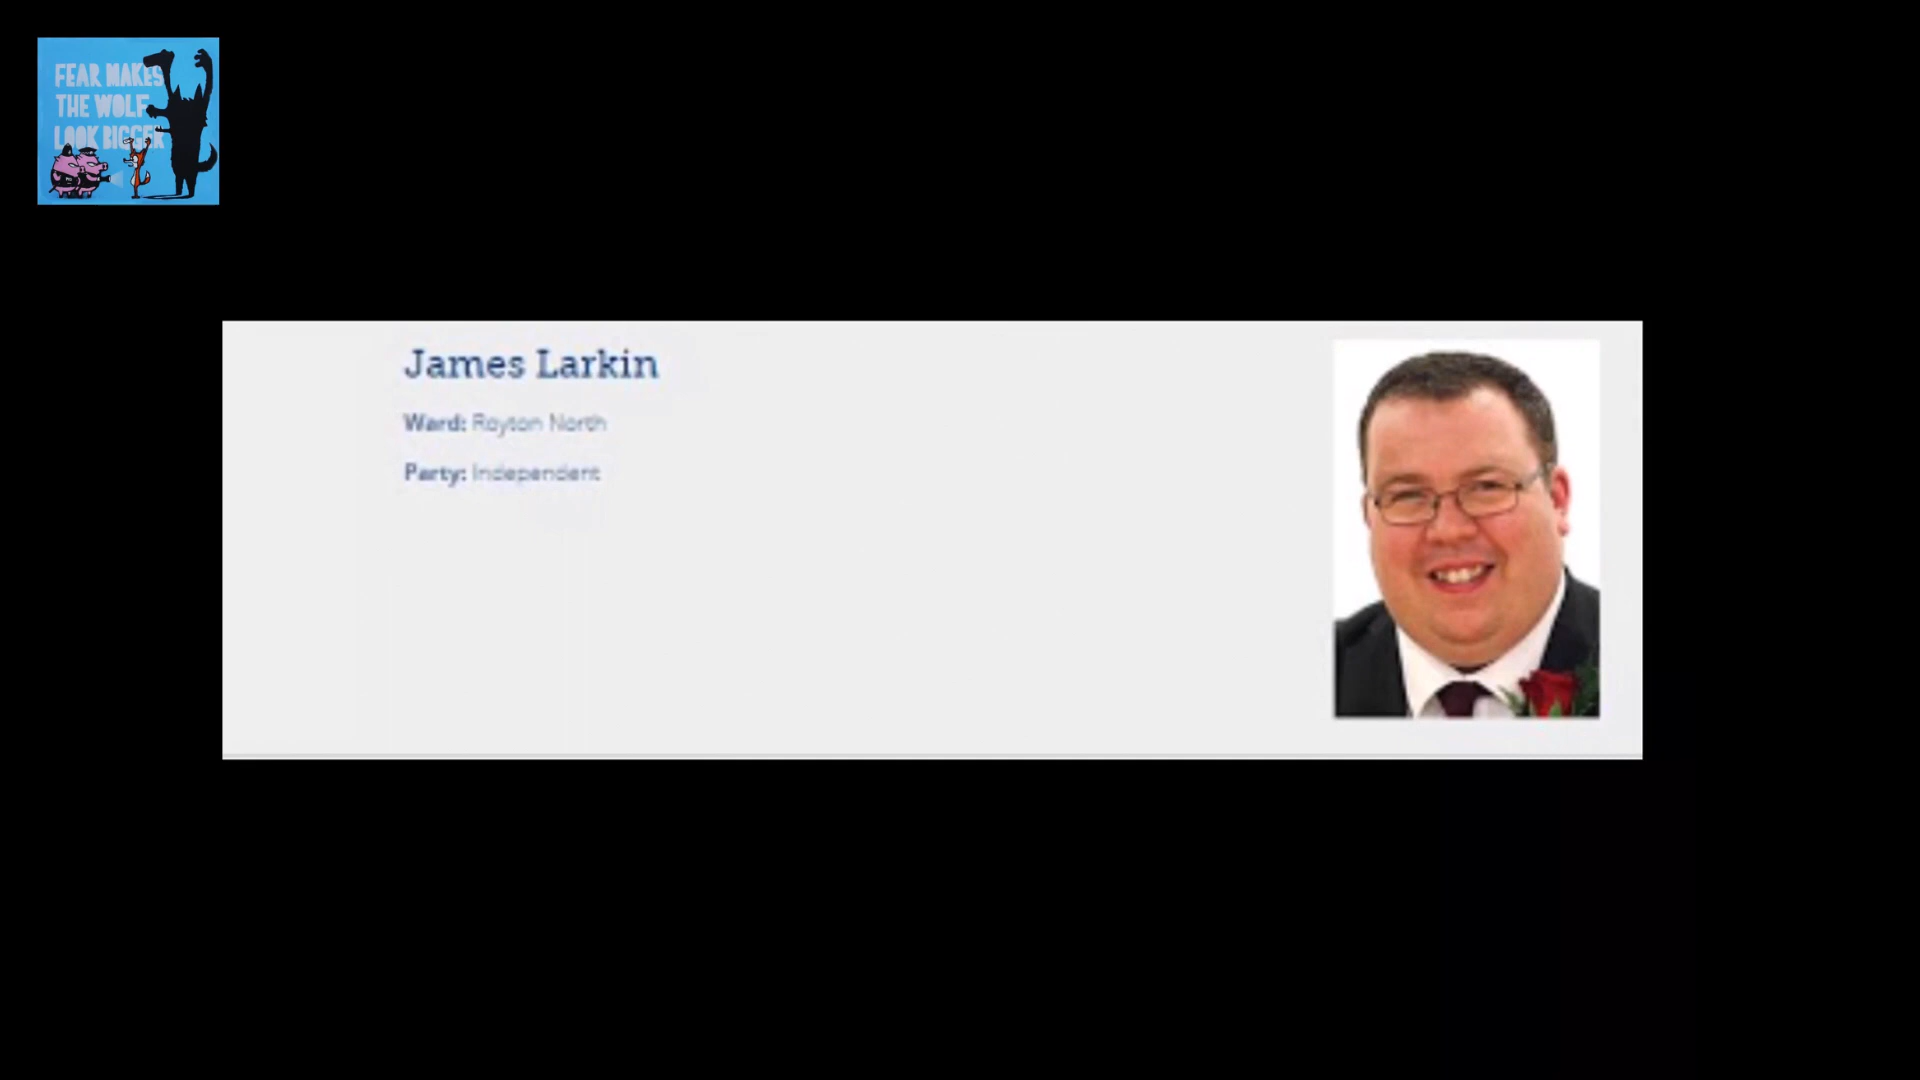 FEAR MAKES
THE WOLF
LOOK BIGGER
James Larkin
Ward: Royton North
Party: Independent